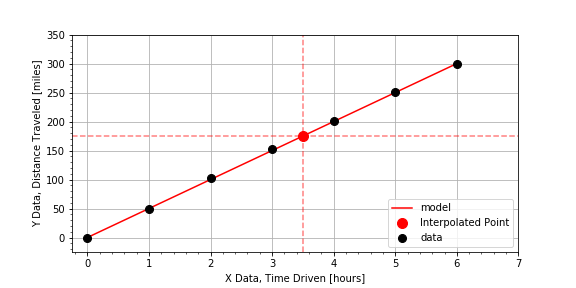 350
300
250
200
150
100
50
0
Y Data, Distance Traveled [miles]
model
Interpolated Point
data
0 1 2 3 4 5 6 7
X Data, Time Driven [hours]